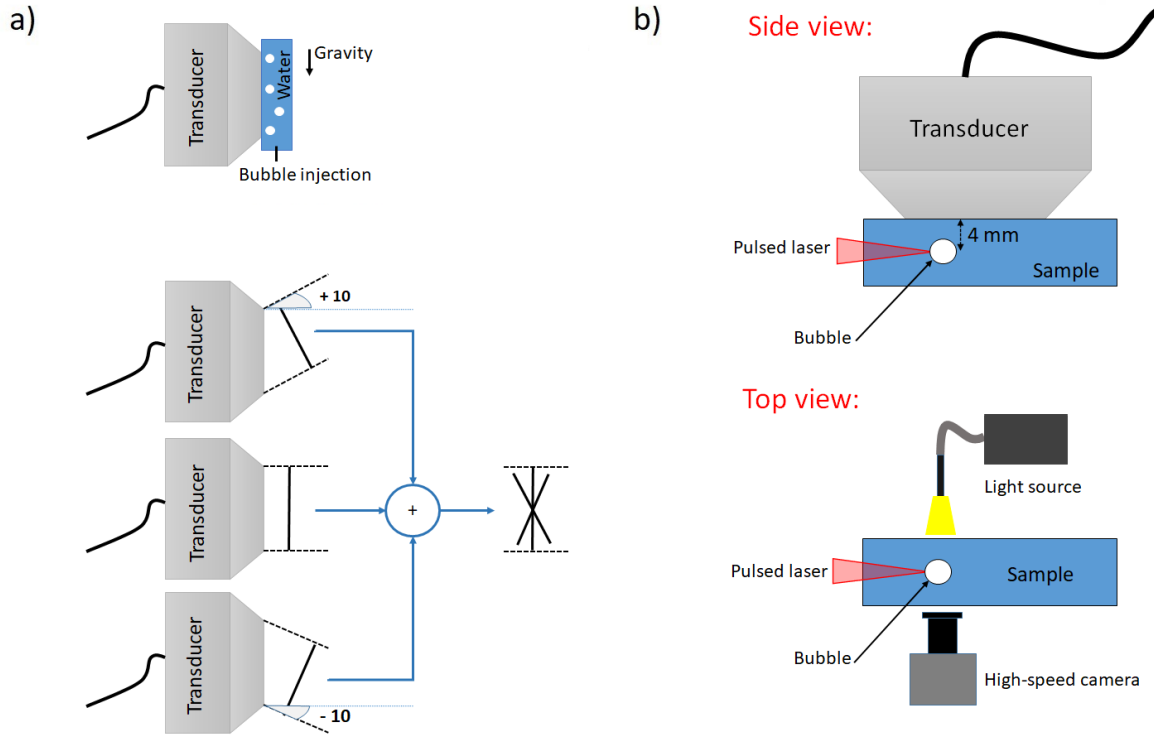 a)
Transducer
Water
Gravity
Bubble injection
Transducer
+ 10
Transducer
+
Transducer
- 10
b)
Side view:
Transducer
4 mm
Pulsed laser
Sample
Bubble
Top view:
Light source
Pulsed laser
Sample
Bubble
High-speed camera